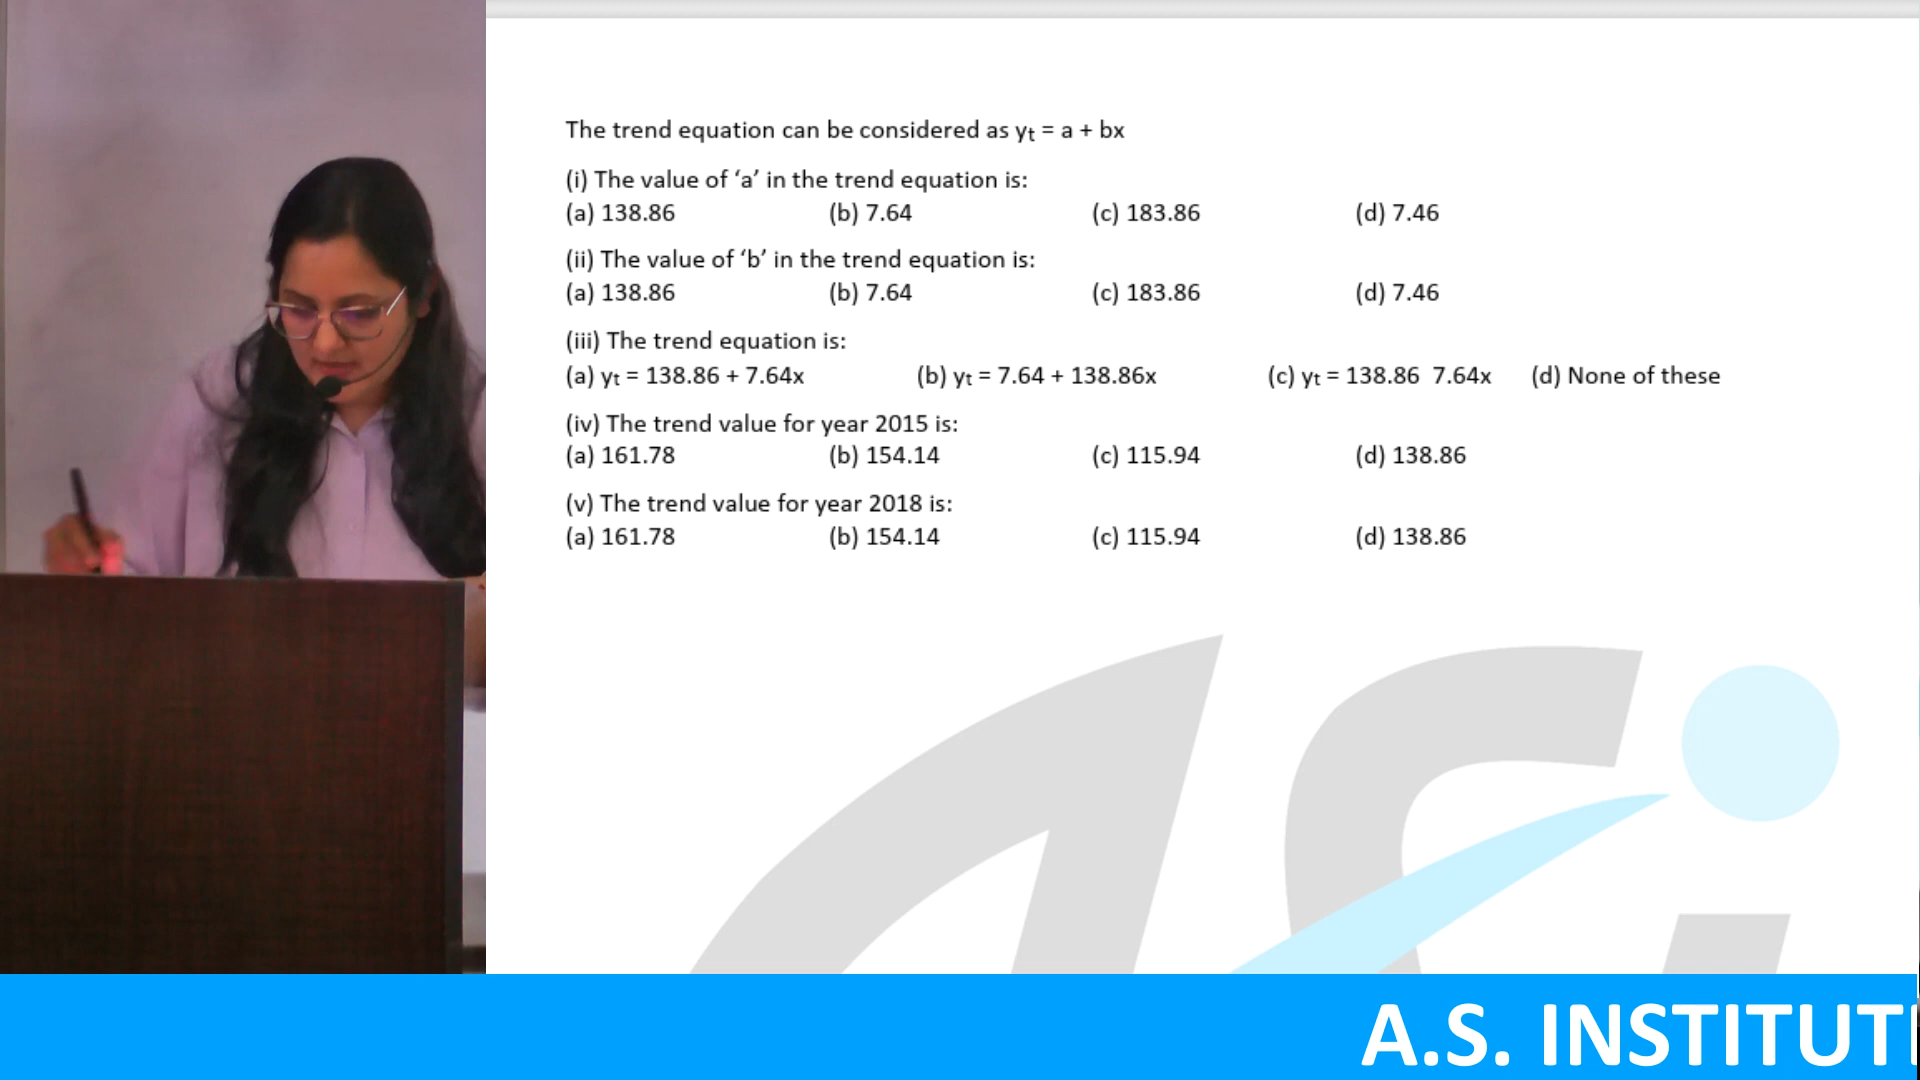 The trend equation can be considered as yt = a + bx
(i) The value of ‘a’ in the trend equation is:
(a) 138.86 (b) 7.64 (c) 183.86 (d) 7.46
(ii) The value of ‘b’ in the trend equation is:
(a) 138.86 (b) 7.64 (c) 183.86 (d) 7.46
(iii) The trend equation is:
(a) yt = 138.86 + 7.64x (b) yt = 7.64 + 138.86x (c) yt = 138.86 7.64x (d) None of these
(iv) The trend value for year 2015 is:
(a) 161.78 (b) 154.14 (c) 115.94 (d) 138.86
(v) The trend value for year 2018 is:
(a) 161.78 (b) 154.14 (c) 115.94 (d) 138.86
A.S. INSTITUT